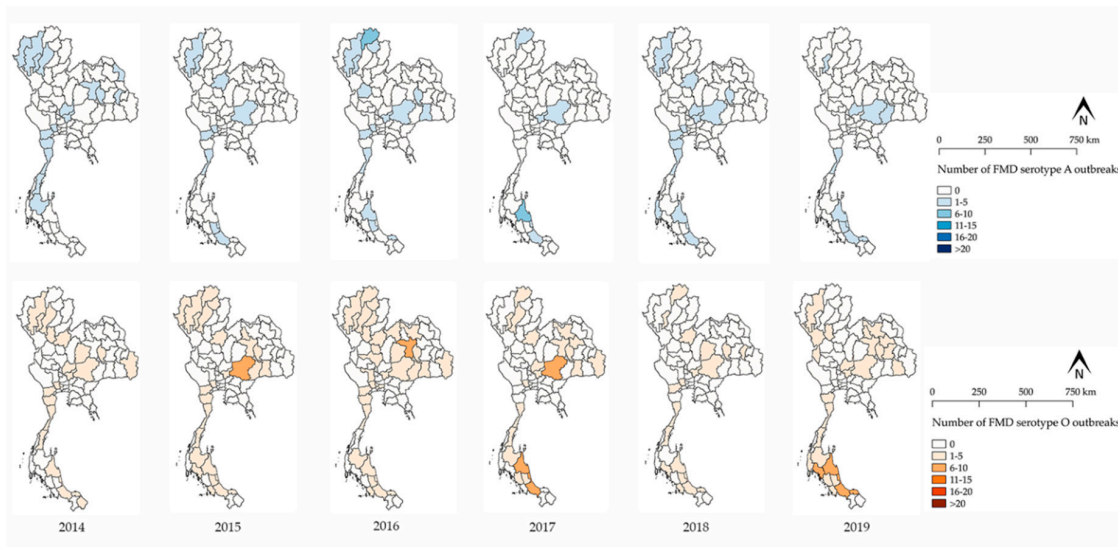 N
0 250 500 750 km
Number of FMD serotype A outbreaks
0
1-5
6-10
11-15
16-20
>20
N
0 250 500 750 km
Number of FMD serotype O outbreaks
0
1-5
6-10
11-15
16-20
>20
2014 2015 2016 2017 2018 2019